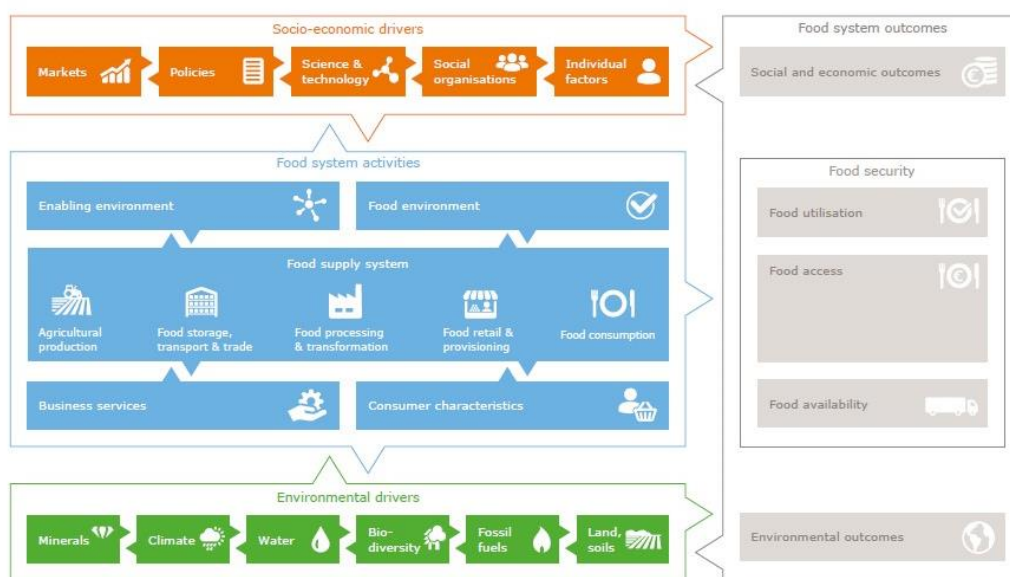 Socio-economic drivers
Markets
Policies
Science &
technology
Social
organisations
Individual
factors
Food system activities
Enabling environment
Food environment
Food supply system
Agricultural
production
Food storage,
transport & trade
Food processing
& transformation
Food retail &
provisioning
Food consumption
Business services
Consumer characteristics
Environmental drivers
Minerals
Climate
Water
Bio-
diversity
Fossil
fuels
Land,
soils
Food system outcomes
Social and economic outcomes
Food security
Food utilisation
Food access
Food availability
Environmental outcomes